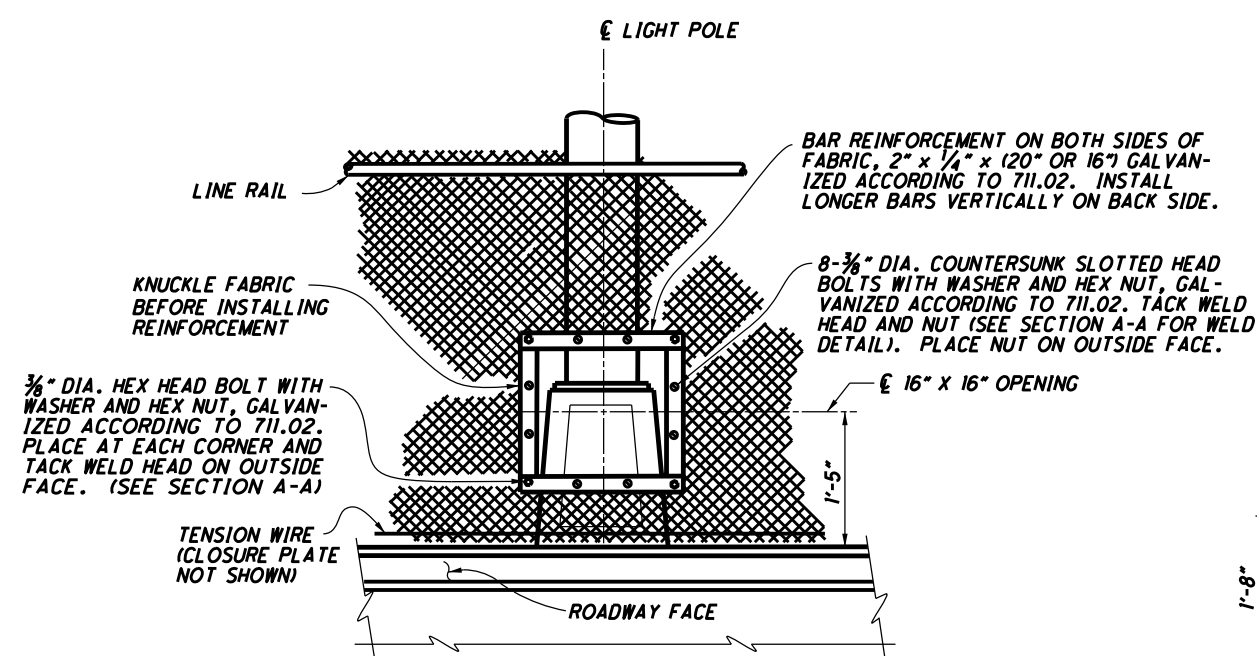 ℄ LIGHT POLE
BAR REINFORCEMENT ON BOTH SIDES OF
FABRIC, 2" x 1/4" x (20" OR 16") GALVAN-
IZED ACCORDING TO 711.02. INSTALL
LONGER BARS VERTICALLY ON BACK SIDE.
LINE RAIL
8-3/8" DIA. COUNTERSUNK SLOTTED HEAD
BOLTS WITH WASHER AND HEX NUT, GAL-
VANIZED ACCORDING TO 711.02. TACK WELD
HEAD AND NUT (SEE SECTION A-A FOR WELD
DETAIL). PLACE NUT ON OUTSIDE FACE.
KNUCKLE FABRIC
BEFORE INSTALLING
REINFORCEMENT
℄ 16" X 16" OPENING
3/8" DIA. HEX HEAD BOLT WITH
WASHER AND HEX NUT, GALVAN-
IZED ACCORDING TO 711.02.
PLACE AT EACH CORNER AND
TACK WELD HEAD ON OUTSIDE
FACE. (SEE SECTION A-A)
1'-5"
TENSION WIRE
(CLOSURE PLATE
NOT SHOWN)
1'-8"
ROADWAY FACE